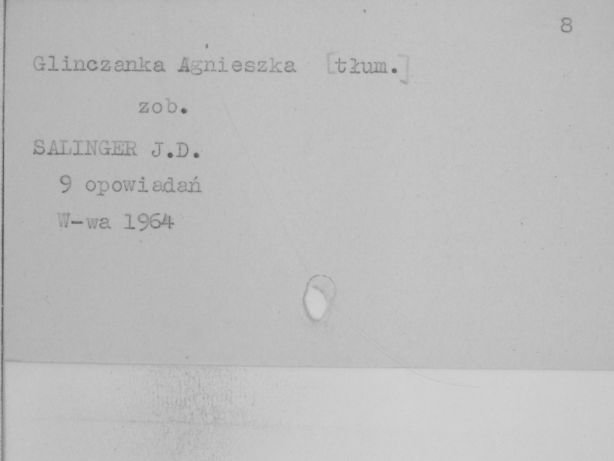 8
Glinczanka Agnieszka [tłum.]
zob.
SALINGER J.D.
9 opowiadań
W-wa 1964